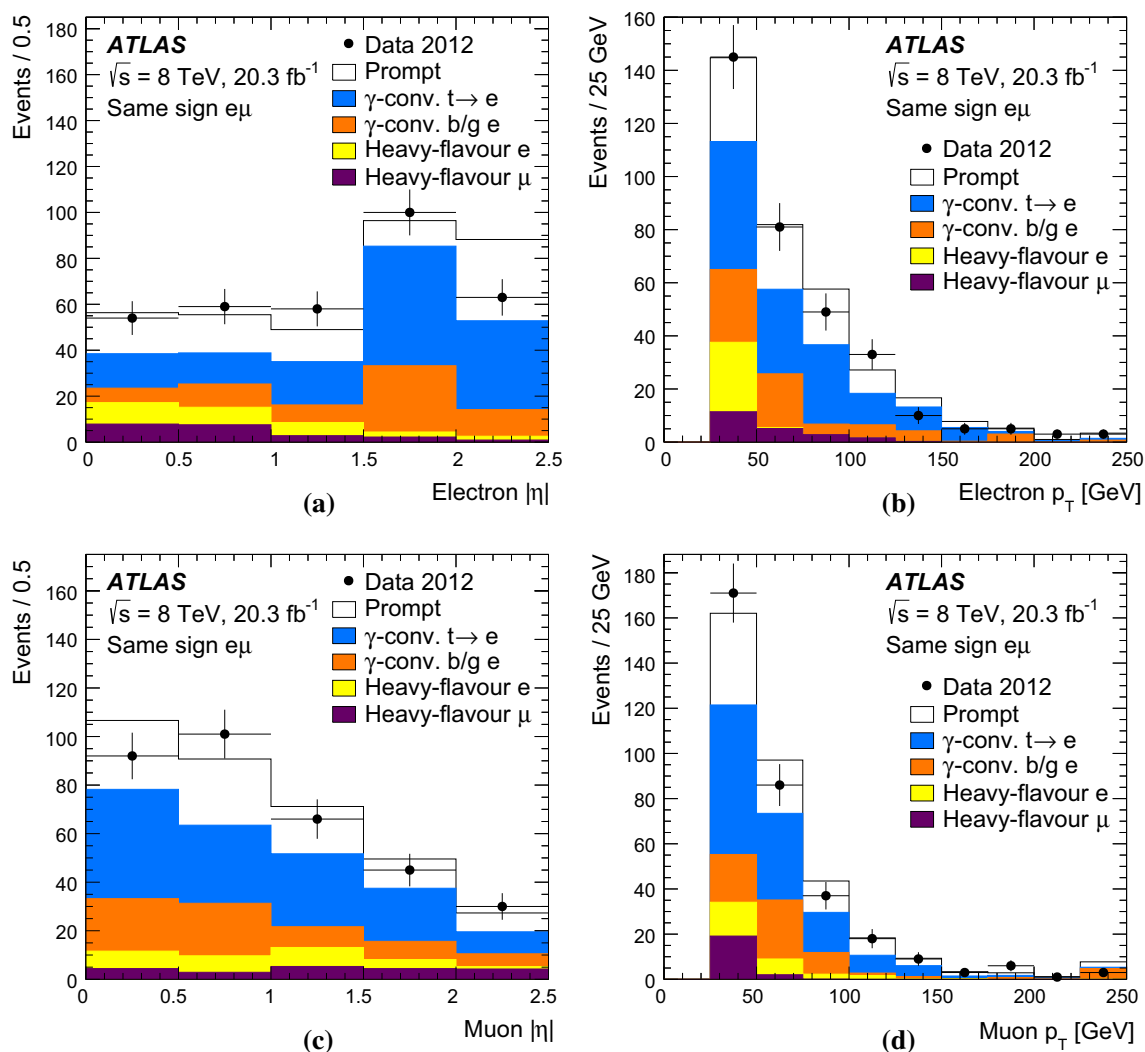 Events / 0.5
180
160
140
120
100
80
60
40
20
0
ATLAS
√s = 8 TeV, 20.3 fb⁻¹
Same sign eμ
Data 2012
Prompt
γ-conv. t→ e
γ-conv. b/g e
Heavy-flavour e
Heavy-flavour μ
0 0.5 1 1.5 2 2.5
Electron |η|
(a)
Events / 25 GeV
160
140
120
100
80
60
40
20
0
ATLAS
√s = 8 TeV, 20.3 fb⁻¹
Same sign eμ
Data 2012
Prompt
γ-conv. t→ e
γ-conv. b/g e
Heavy-flavour e
Heavy-flavour μ
0 50 100 150 200 250
Electron p_T [GeV]
(b)
Events / 0.5
160
140
120
100
80
60
40
20
0
ATLAS
√s = 8 TeV, 20.3 fb⁻¹
Same sign eμ
Data 2012
Prompt
γ-conv. t→ e
γ-conv. b/g e
Heavy-flavour e
Heavy-flavour μ
0 0.5 1 1.5 2 2.5
Muon |η|
(c)
Events / 25 GeV
180
160
140
120
100
80
60
40
20
0
ATLAS
√s = 8 TeV, 20.3 fb⁻¹
Same sign eμ
Data 2012
Prompt
γ-conv. t→ e
γ-conv. b/g e
Heavy-flavour e
Heavy-flavour μ
0 50 100 150 200 250
Muon p_T [GeV]
(d)